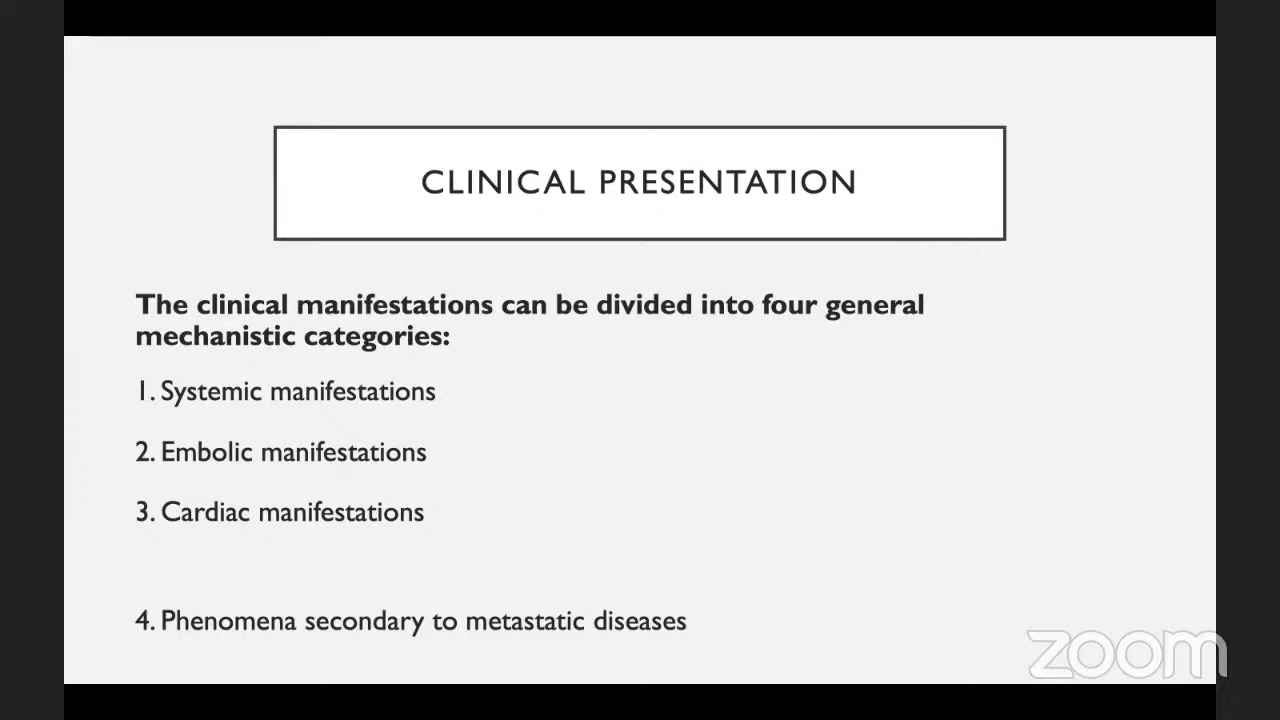 CLINICAL PRESENTATION
The clinical manifestations can be divided into four general
mechanistic categories:
1. Systemic manifestations
2. Embolic manifestations
3. Cardiac manifestations
4. Phenomena secondary to metastatic diseases
zoom